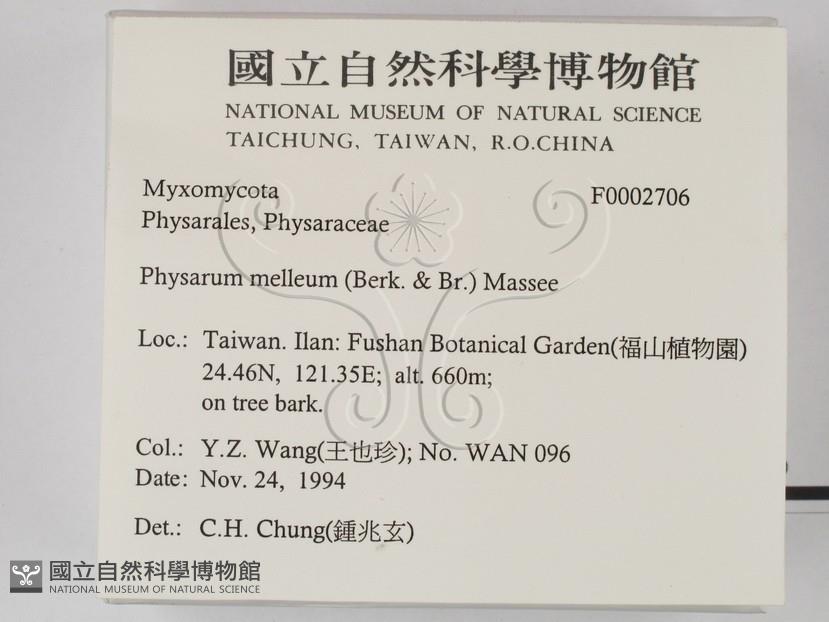 國立自然科學博物館
NATIONAL MUSEUM OF NATURAL SCIENCE
TAICHUNG, TAIWAN, R.O.CHINA
Myxomycota F0002706
Physarales, Physaraceae
Physarum melleum (Berk. & Br.) Massee
Loc.: Taiwan. Ilan: Fushan Botanical Garden(福山植物園)
24.46N, 121.35E; alt. 660m;
on tree bark.
Col.: Y.Z. Wang(王也珍); No. WAN 096
Date: Nov. 24, 1994
Det.: C.H. Chung(鍾兆玄)
國立自然科學博物館
NATIONAL MUSEUM OF NATURAL SCIENCE